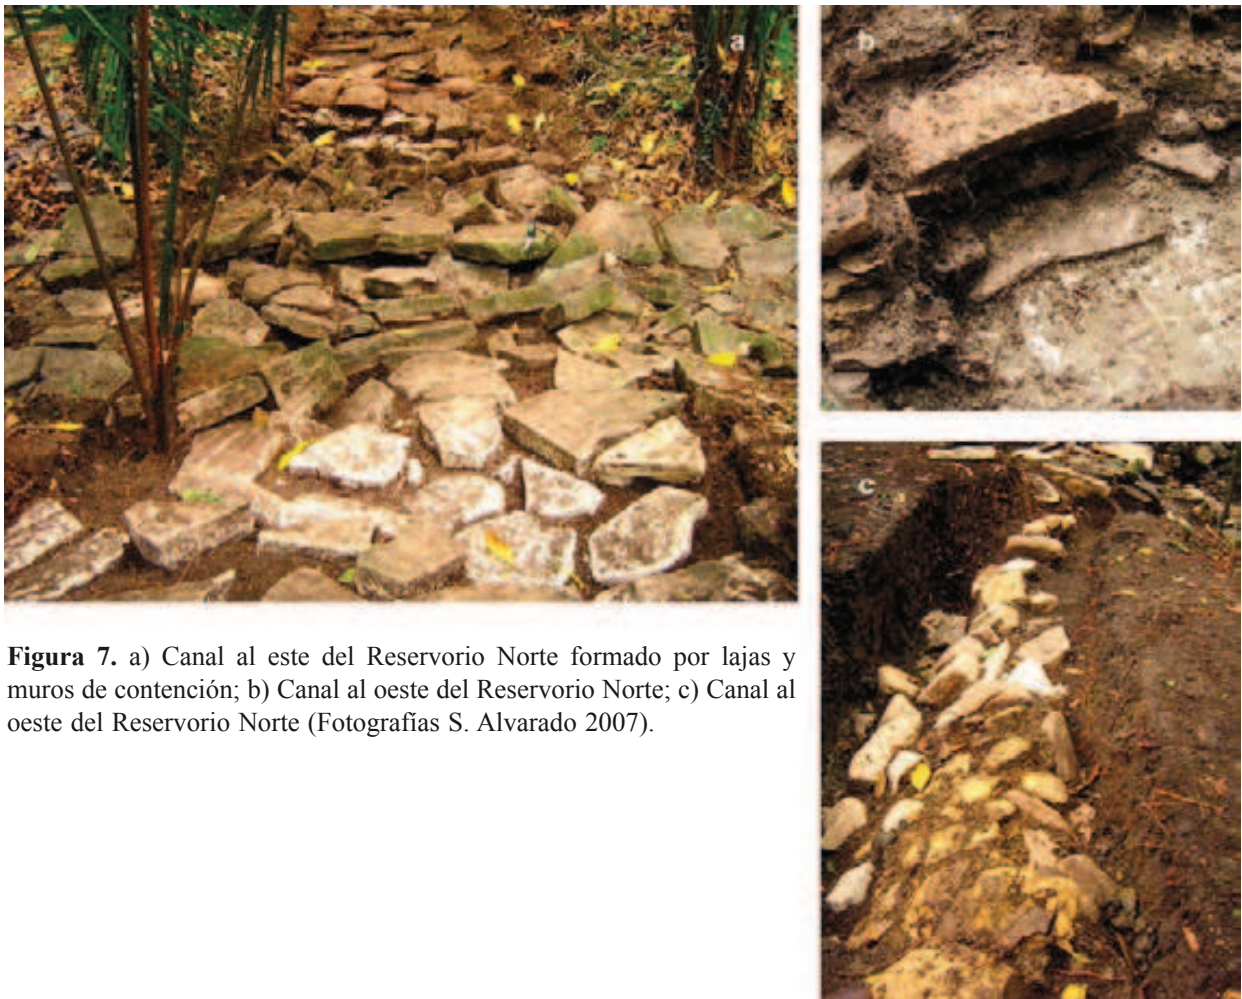 a
b
c
Figura 7. a) Canal al este del Reservorio Norte formado por lajas y
muros de contención; b) Canal al oeste del Reservorio Norte; c) Canal al
oeste del Reservorio Norte (Fotografías S. Alvarado 2007).